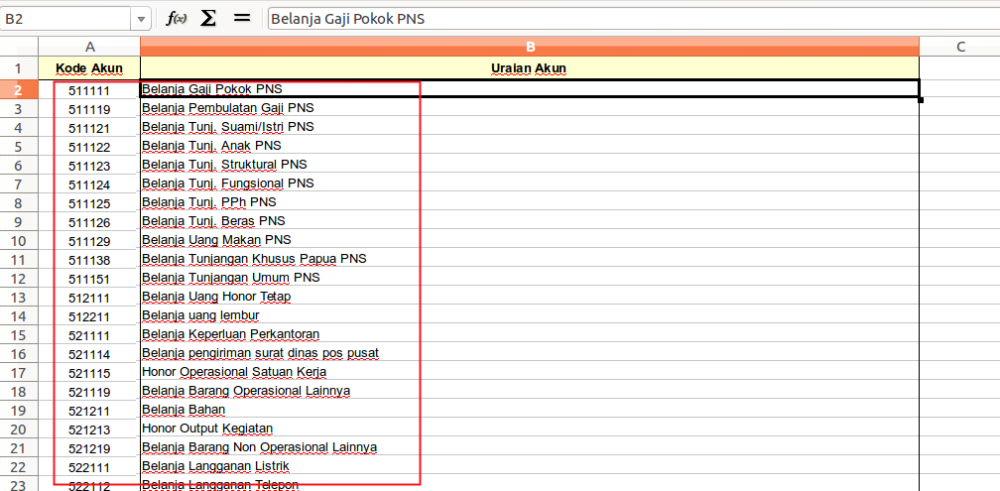 B2 f(x) Σ = Belanja Gaji Pokok PNS
A B C
1 Kode Akun Uraian Akun
2 511111 Belanja Gaji Pokok PNS
3 511119 Belanja Pembulatan Gaji PNS
4 511121 Belanja Tunj. Suami/Istri PNS
5 511122 Belanja Tunj. Anak PNS
6 511123 Belanja Tunj. Struktural PNS
7 511124 Belanja Tunj. Fungsional PNS
8 511125 Belanja Tunj. PPh PNS
9 511126 Belanja Tunj. Beras PNS
10 511129 Belanja Uang Makan PNS
11 511138 Belanja Tunjangan Khusus Papua PNS
12 511151 Belanja Tunjangan Umum PNS
13 512111 Belanja Uang Honor Tetap
14 512211 Belanja uang lembur
15 521111 Belanja Keperluan Perkantoran
16 521114 Belanja pengiriman surat dinas pos pusat
17 521115 Honor Operasional Satuan Kerja
18 521119 Belanja Barang Operasional Lainnya
19 521211 Belanja Bahan
20 521213 Honor Output Kegiatan
21 521219 Belanja Barang Non Operasional Lainnya
22 522111 Belanja Langganan Listrik
23 522112 Belanja Langganan Telepon